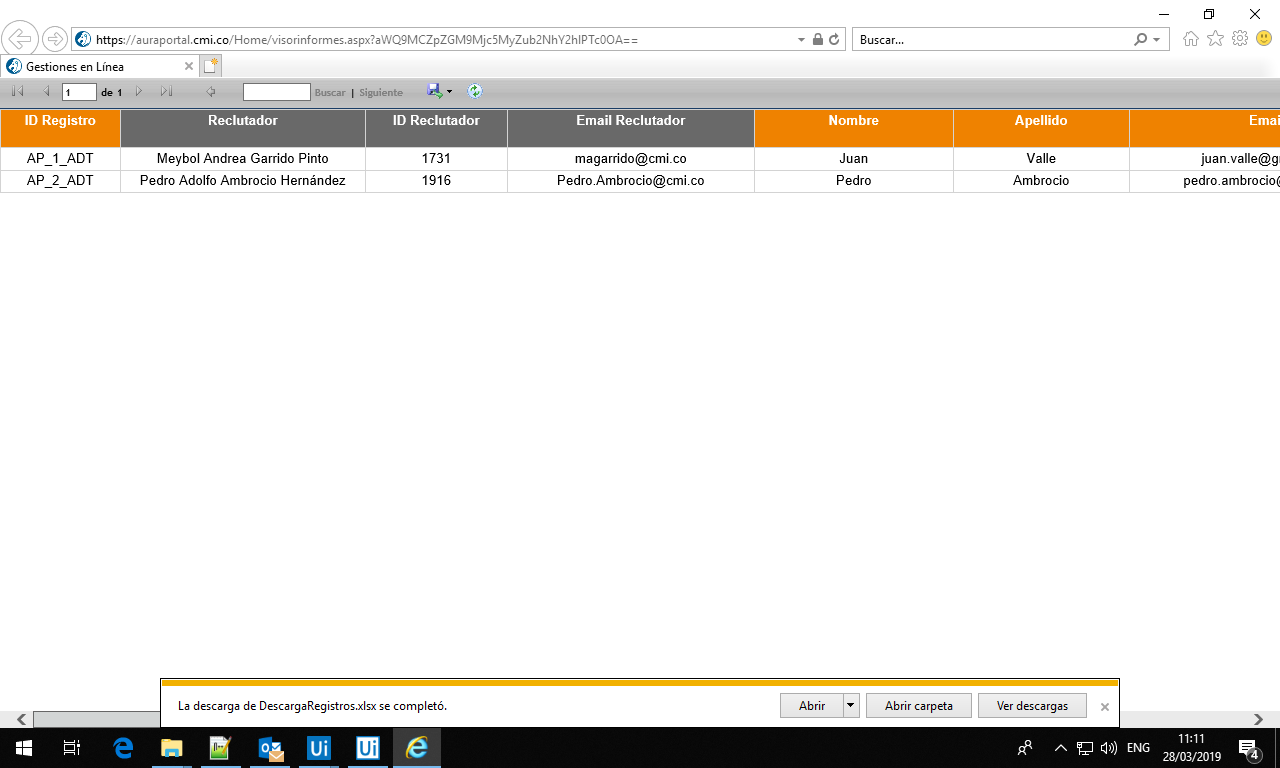 https://auraportal.cmi.co/Home/visorinformes.aspx?aWQ9MCZpZGM9Mjc5MyZub2NhY2hlPTc0OA== Buscar...
Gestiones en Línea
1 de 1 Buscar | Siguiente
ID Registro Reclutador ID Reclutador Email Reclutador Nombre Apellido Emai
AP_1_ADT Meybol Andrea Garrido Pinto 1731 magarrido@cmi.co Juan Valle juan.valle@g
AP_2_ADT Pedro Adolfo Ambrocio Hernández 1916 Pedro.Ambrocio@cmi.co Pedro Ambrocio pedro.ambrocio@
La descarga de DescargaRegistros.xlsx se completó. Abrir Abrir carpeta Ver descargas
Ui Ui ENG 11:11
28/03/2019 4